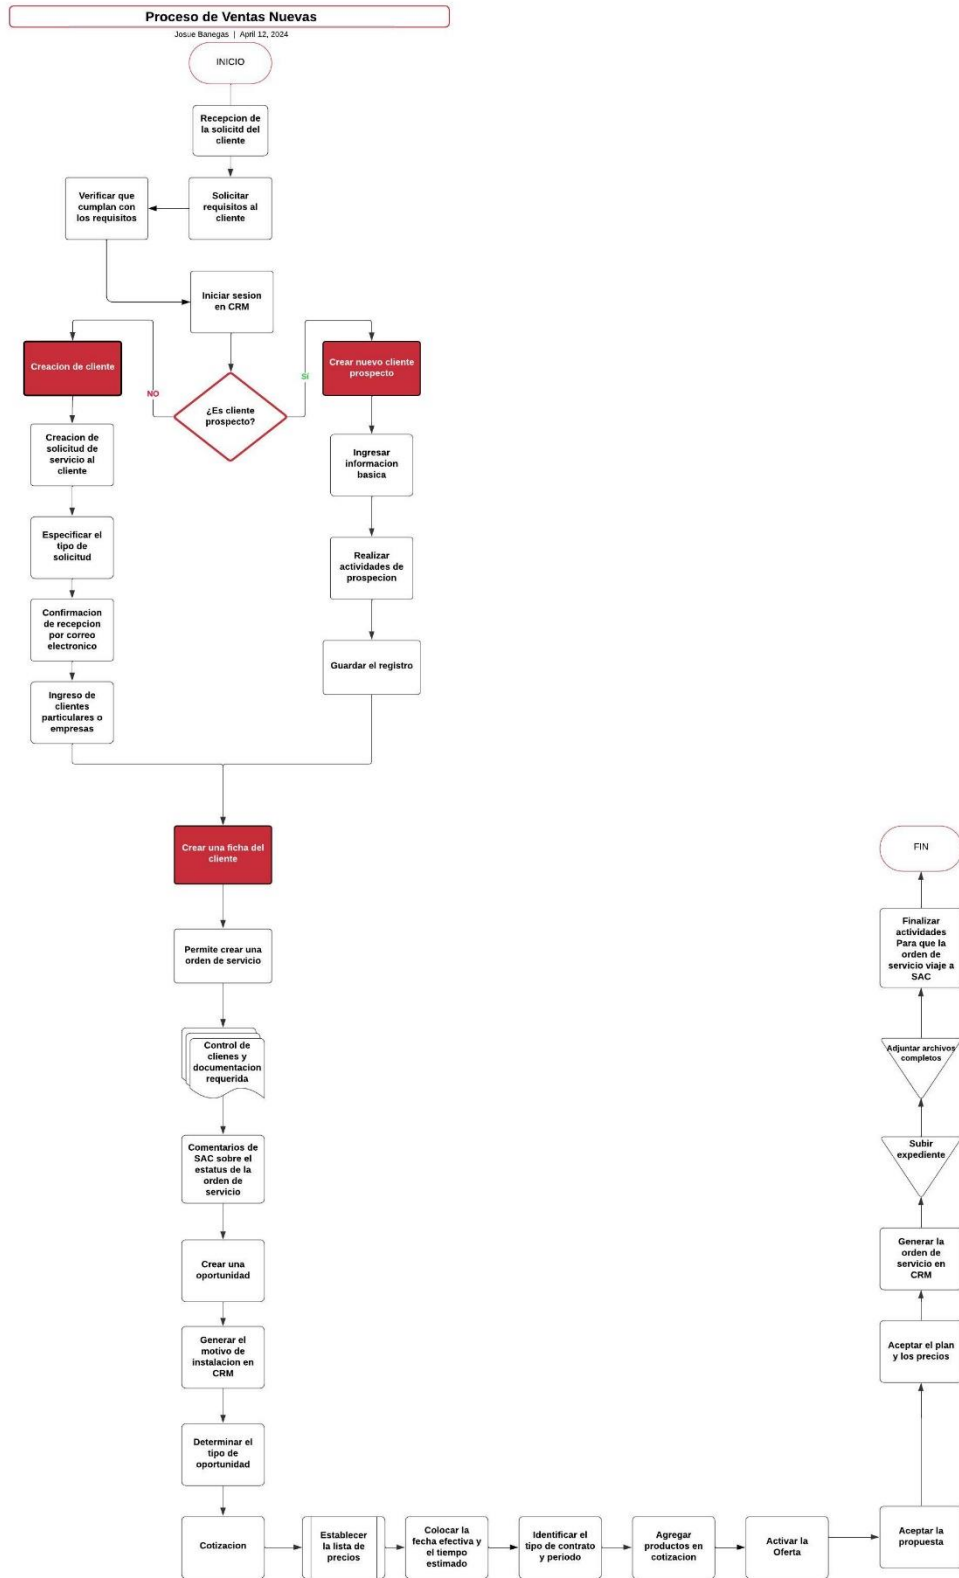 Proceso de Ventas Nuevas
Josue Banegas | April 12, 2024
INICIO
Recepcion de
la solicitd del
cliente
Solicitar
requisitos al
cliente
Verificar que
cumplan con
los requisitos
Iniciar sesion
en CRM
¿Es cliente
prospecto?
NO
Sí
Creacion de cliente
Creacion de
solicitud de
servicio al
cliente
Especificar el
tipo de
solicitud
Confirmacion
de recepcion
por correo
electronico
Ingreso de
clientes
particulares o
empresas
Crear nuevo cliente
prospecto
Ingresar
informacion
basica
Realizar
actividades de
prospecion
Guardar el registro
Crear una ficha del
cliente
Permite crear una
orden de servicio
Control de
clienes y
documentacion
requerida
Comentarios de
SAC sobre el
estatus de la
orden de
servicio
Crear una
oportunidad
Generar el
motivo de
instalacion en
CRM
Determinar el
tipo de
oportunidad
Cotizacion
Establecer
la lista de
precios
Colocar la
fecha efectiva y
el tiempo
estimado
Identificar el
tipo de contrato
y periodo
Agregar
productos en
cotizacion
Activar la
Oferta
Aceptar la
propuesta
Aceptar el plan
y los precios
Generar la
orden de
servicio en
CRM
Subir
expediente
Adjuntar archivos
completos
Finalizar
actividades
Para que la
orden de
servicio viaje a
SAC
FIN